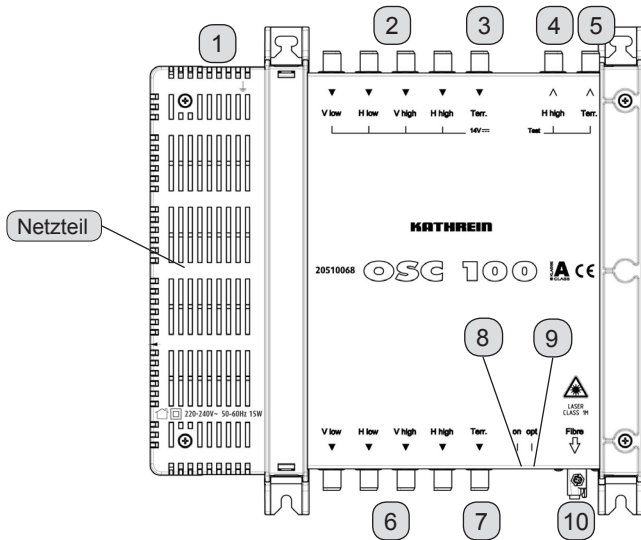 1 2 3 4 5
V low H low V high H high Terr. H high Terr.
14V⎓ Test
Netzteil
KATHREIN
20510068 OSC 100 KLASSE A CLASS CE
8 9
LASER
CLASS 1M
220-240V~ 50-60Hz 15W
V low H low V high H high Terr. on opt Fibre
6 7 10